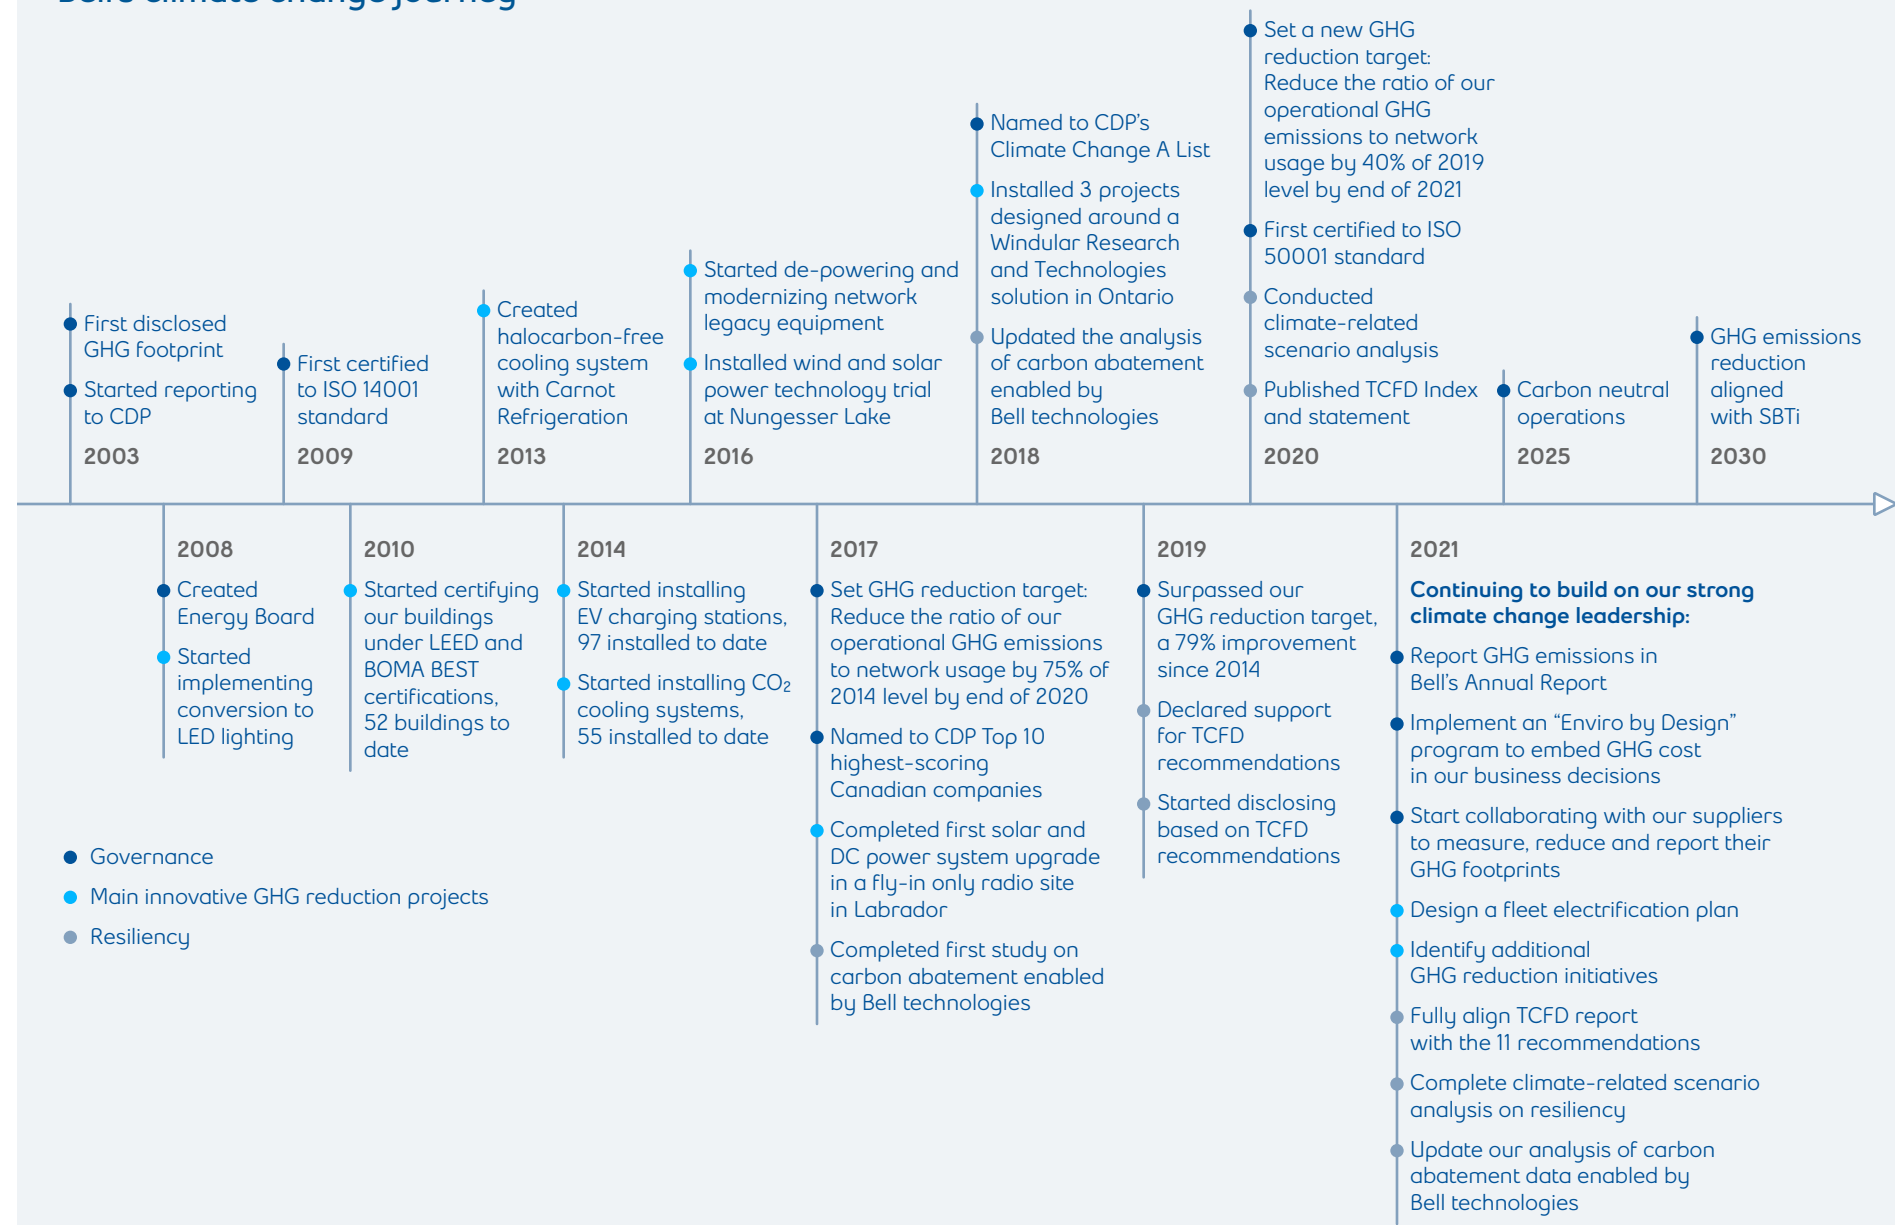 Bell's climate change journey
First disclosed
GHG footprint
Started reporting
to CDP
2003
First certified
to ISO 14001
standard
2009
Created
halocarbon-free
cooling system
with Carnot
Refrigeration
2013
Started de-powering and
modernizing network
legacy equipment
Installed wind and solar
power technology trial
at Nungesser Lake
2016
Named to CDP's
Climate Change A List
Installed 3 projects
designed around a
Windular Research
and Technologies
solution in Ontario
Updated the analysis
of carbon abatement
enabled by
Bell technologies
2018
Set a new GHG
reduction target:
Reduce the ratio of our
operational GHG
emissions to network
usage by 40% of 2019
level by end of 2021
First certified to ISO
50001 standard
Conducted
climate-related
scenario analysis
Published TCFD Index
and statement
2020
Carbon neutral
operations
2025
GHG emissions
reduction
aligned
with SBTi
2030
2008
Created
Energy Board
Started
implementing
conversion to
LED lighting
2010
Started certifying
our buildings
under LEED and
BOMA BEST
certifications,
52 buildings to
date
2014
Started installing
EV charging stations,
97 installed to date
Started installing CO₂
cooling systems,
55 installed to date
2017
Set GHG reduction target:
Reduce the ratio of our
operational GHG emissions
to network usage by 75% of
2014 level by end of 2020
Named to CDP Top 10
highest-scoring
Canadian companies
Completed first solar and
DC power system upgrade
in a fly-in only radio site
in Labrador
Completed first study on
carbon abatement enabled
by Bell technologies
2019
Surpassed our
GHG reduction target,
a 79% improvement
since 2014
Declared support
for TCFD
recommendations
Started disclosing
based on TCFD
recommendations
2021
Continuing to build on our strong
climate change leadership:
Report GHG emissions in
Bell's Annual Report
Implement an “Enviro by Design”
program to embed GHG cost
in our business decisions
Start collaborating with our suppliers
to measure, reduce and report their
GHG footprints
Design a fleet electrification plan
Identify additional
GHG reduction initiatives
Fully align TCFD report
with the 11 recommendations
Complete climate-related scenario
analysis on resiliency
Update our analysis of carbon
abatement data enabled by
Bell technologies
Governance
Main innovative GHG reduction projects
Resiliency